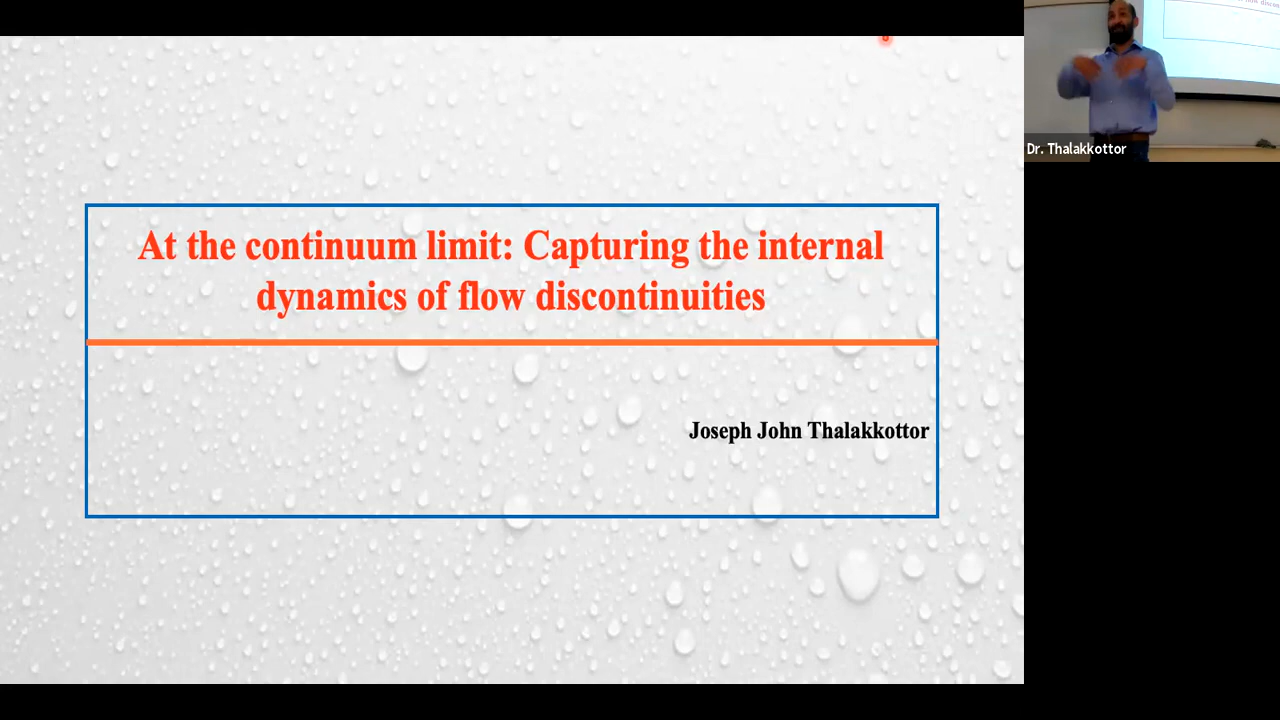 At the continuum limit: Capturing the internal
dynamics of flow discontinuities
Joseph John Thalakkottor
Dr. Thalakkottor